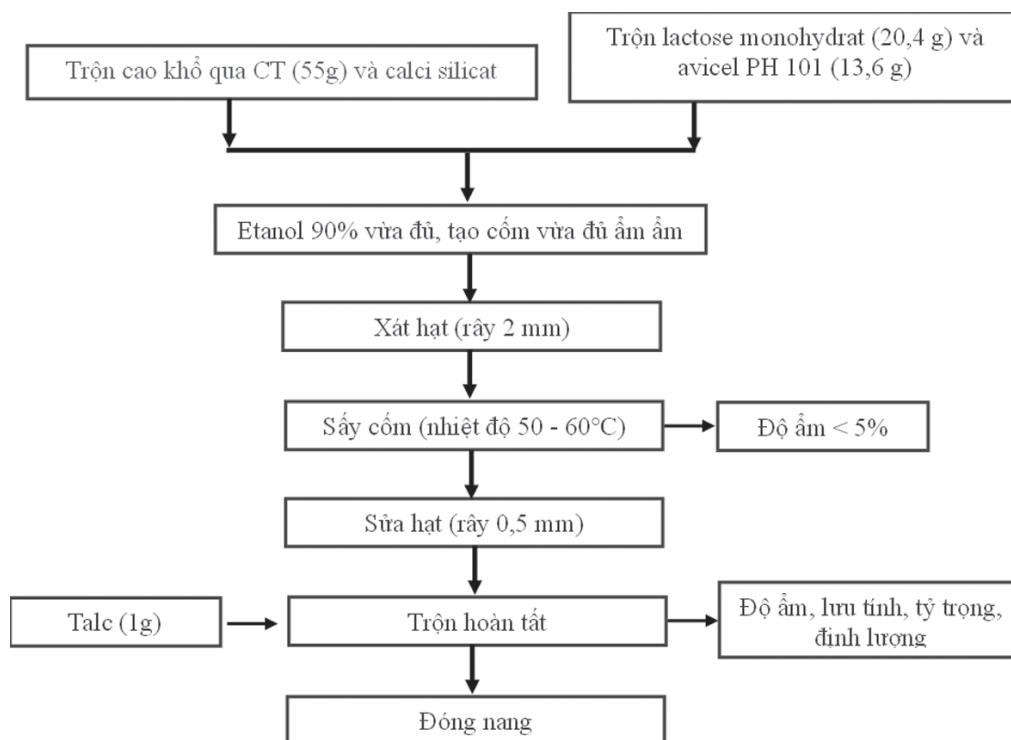 Trộn cao khổ qua CT (55g) và calci silicat
Trộn lactose monohydrat (20,4 g) và
avicel PH 101 (13,6 g)
Etanol 90% vừa đủ, tạo cốm vừa đủ ẩm ẩm
Xát hạt (rây 2 mm)
Sấy cốm (nhiệt độ 50 - 60°C)
Độ ẩm < 5%
Sửa hạt (rây 0,5 mm)
Talc (1g)
Trộn hoàn tất
Độ ẩm, lưu tính, tỷ trọng,
định lượng
Đóng nang